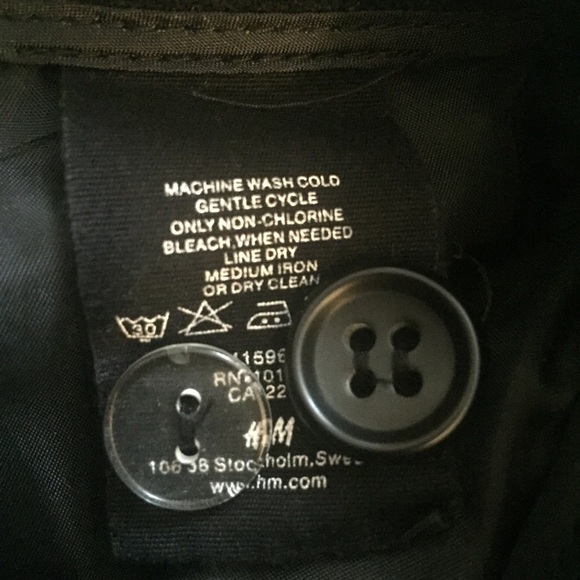 MACHINE WASH COLD
GENTLE CYCLE
ONLY NON-CHLORINE
BLEACH,WHEN NEEDED
LINE DRY
MEDIUM IRON
OR DRY CLEAN
30
H&M
Stockholm,
www.hm.com